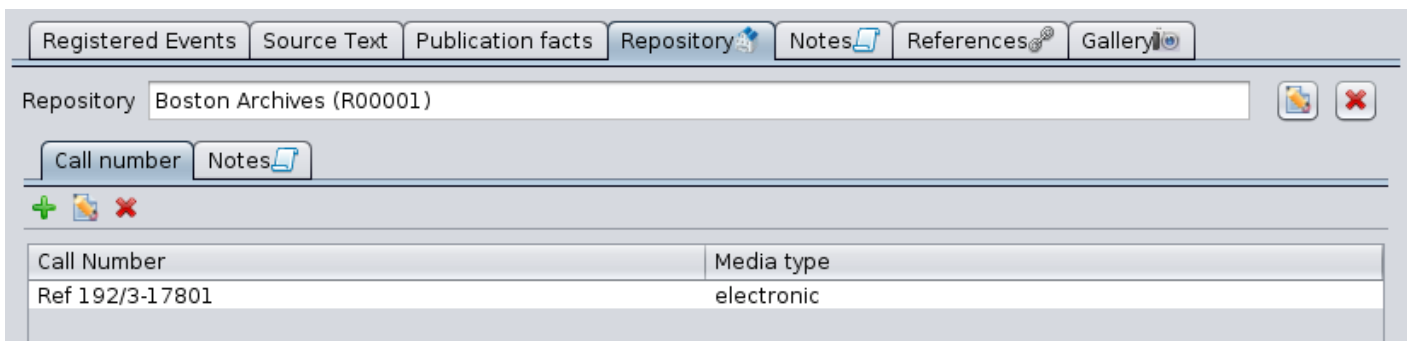 Registered Events Source Text Publication facts Repository Notes References Gallery
Repository Boston Archives (R00001)
Call number Notes
Call Number Media type
Ref 192/3-17801 electronic